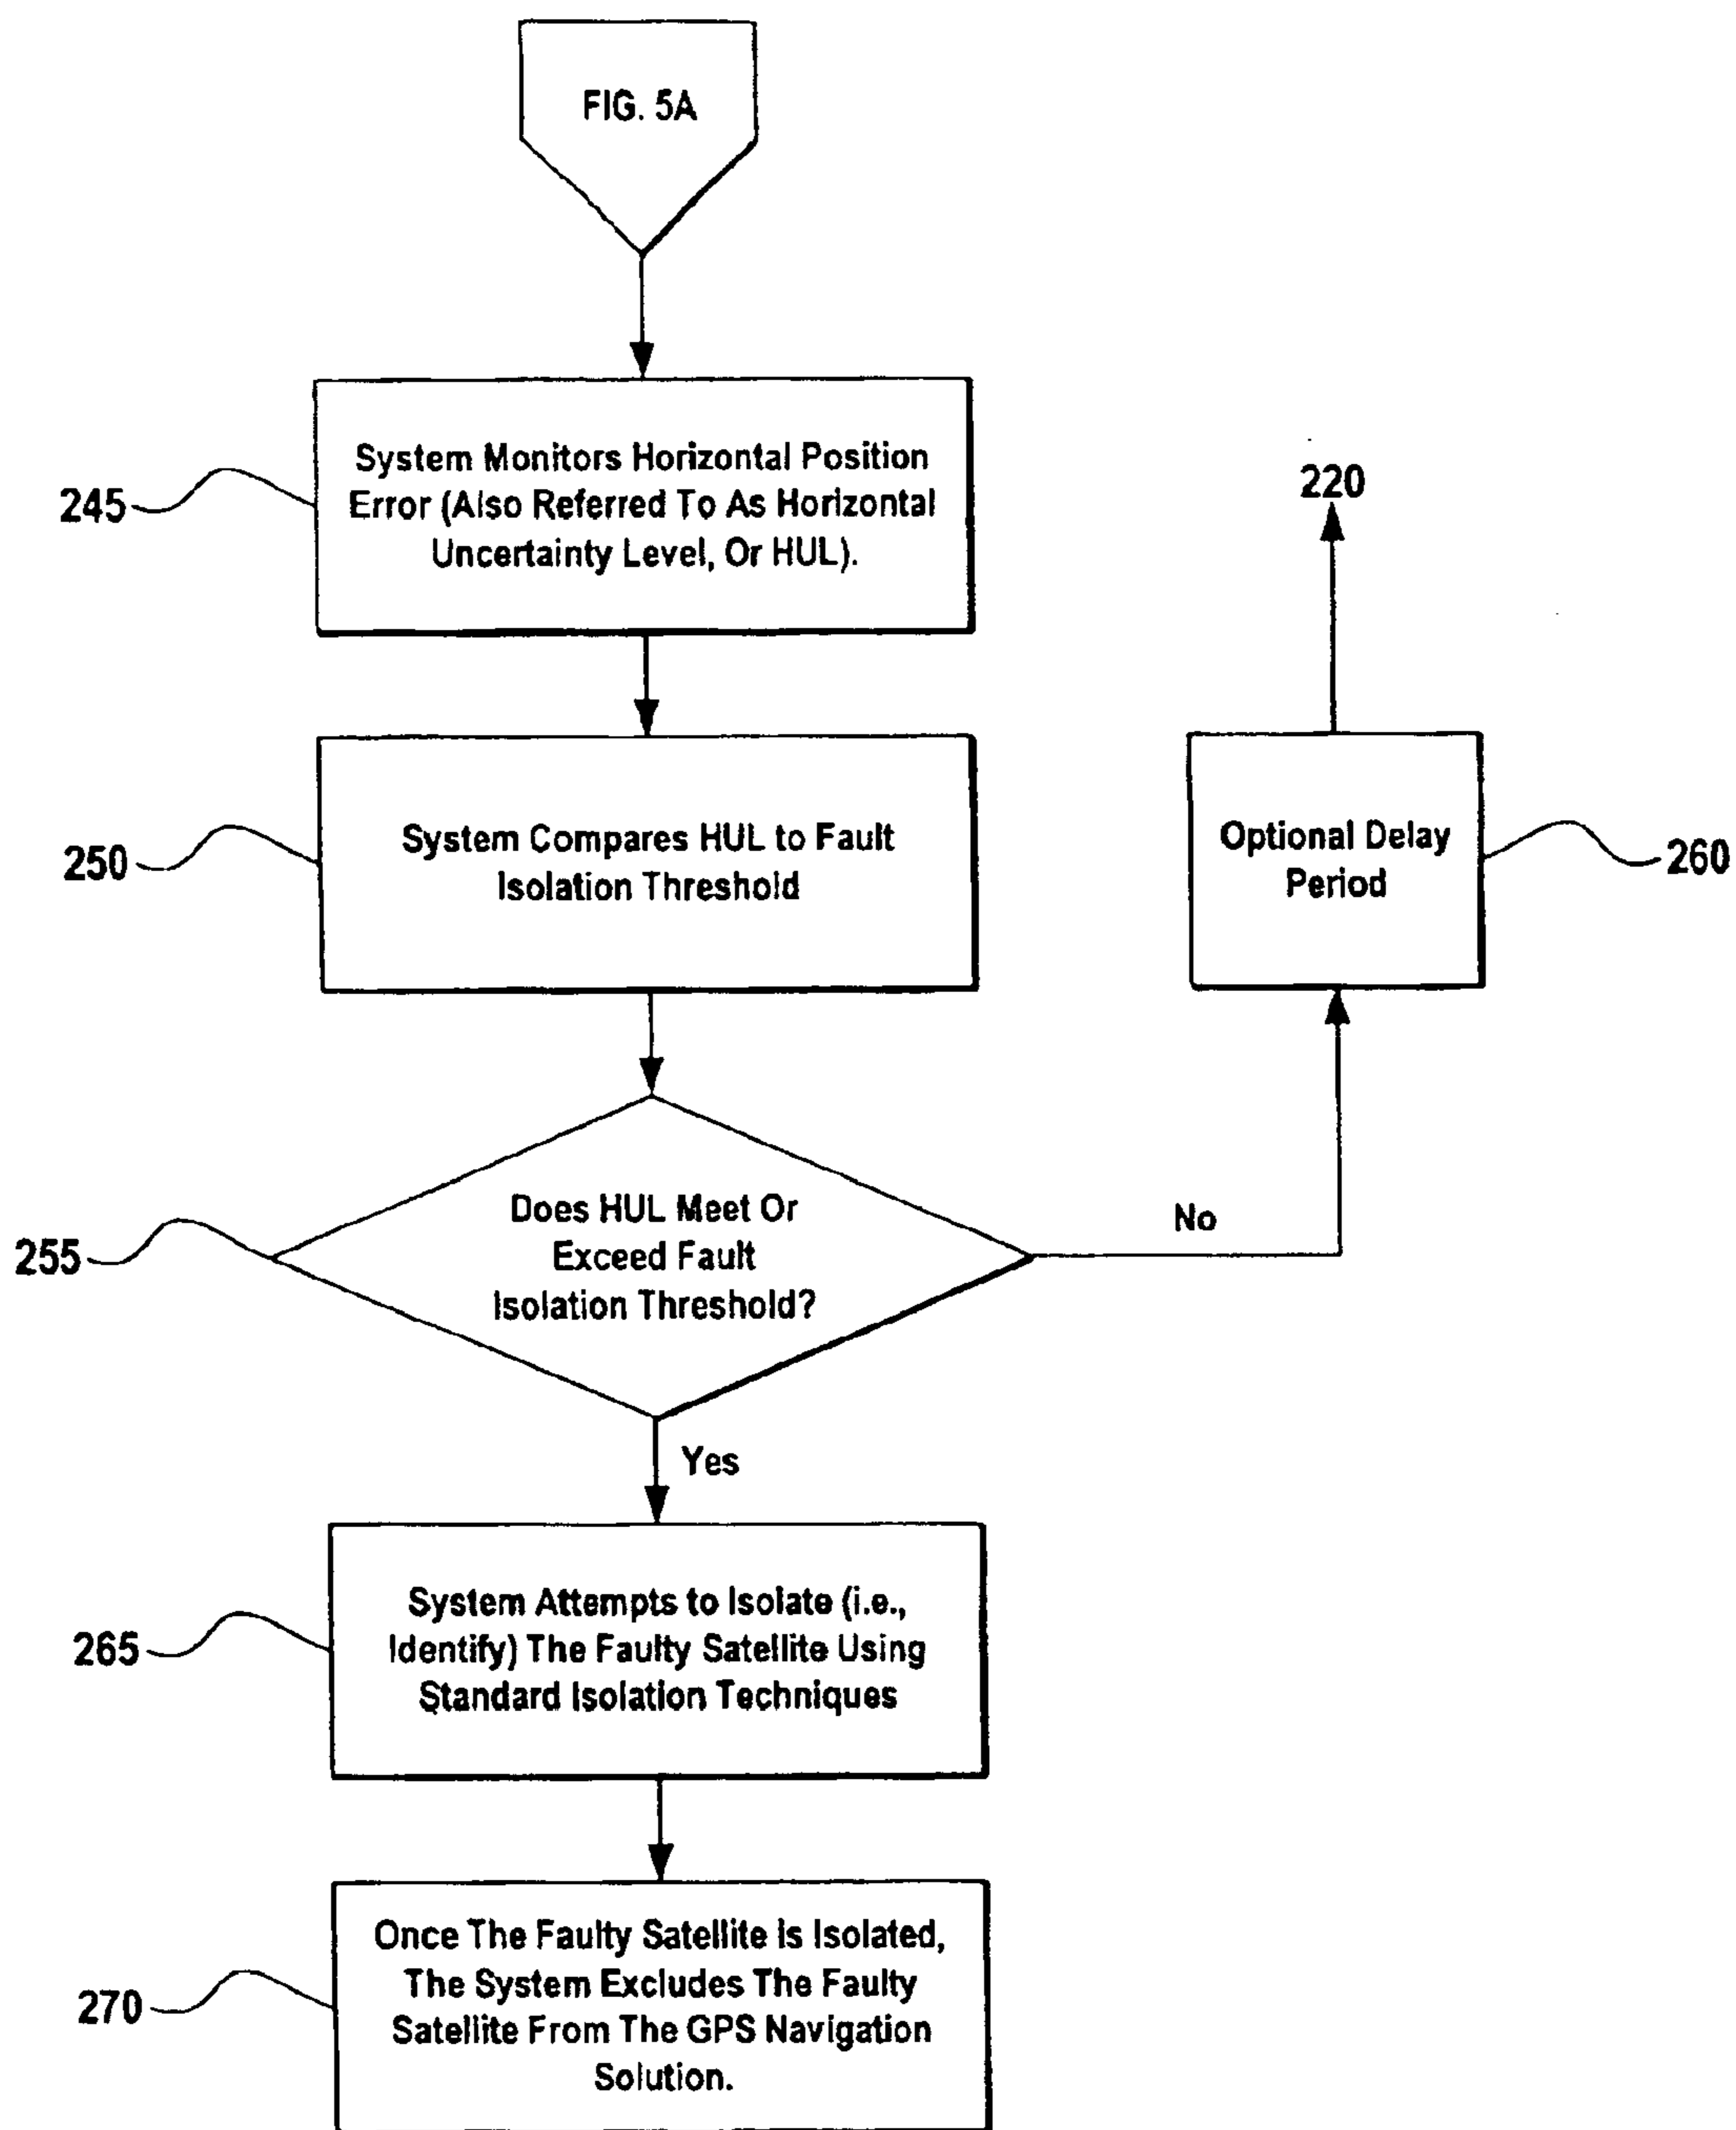 FIG. 5A
245
System Monitors Horizontal Position
Error (Also Referred To As Horizontal
Uncertainty Level, Or HUL).
220
250
System Compares HUL to Fault
Isolation Threshold
Optional Delay
Period
260
255
Does HUL Meet Or
Exceed Fault
Isolation Threshold?
No
Yes
265
System Attempts to Isolate (i.e.,
Identify) The Faulty Satellite Using
Standard Isolation Techniques
270
Once The Faulty Satellite Is Isolated,
The System Excludes The Faulty
Satellite From The GPS Navigation
Solution.